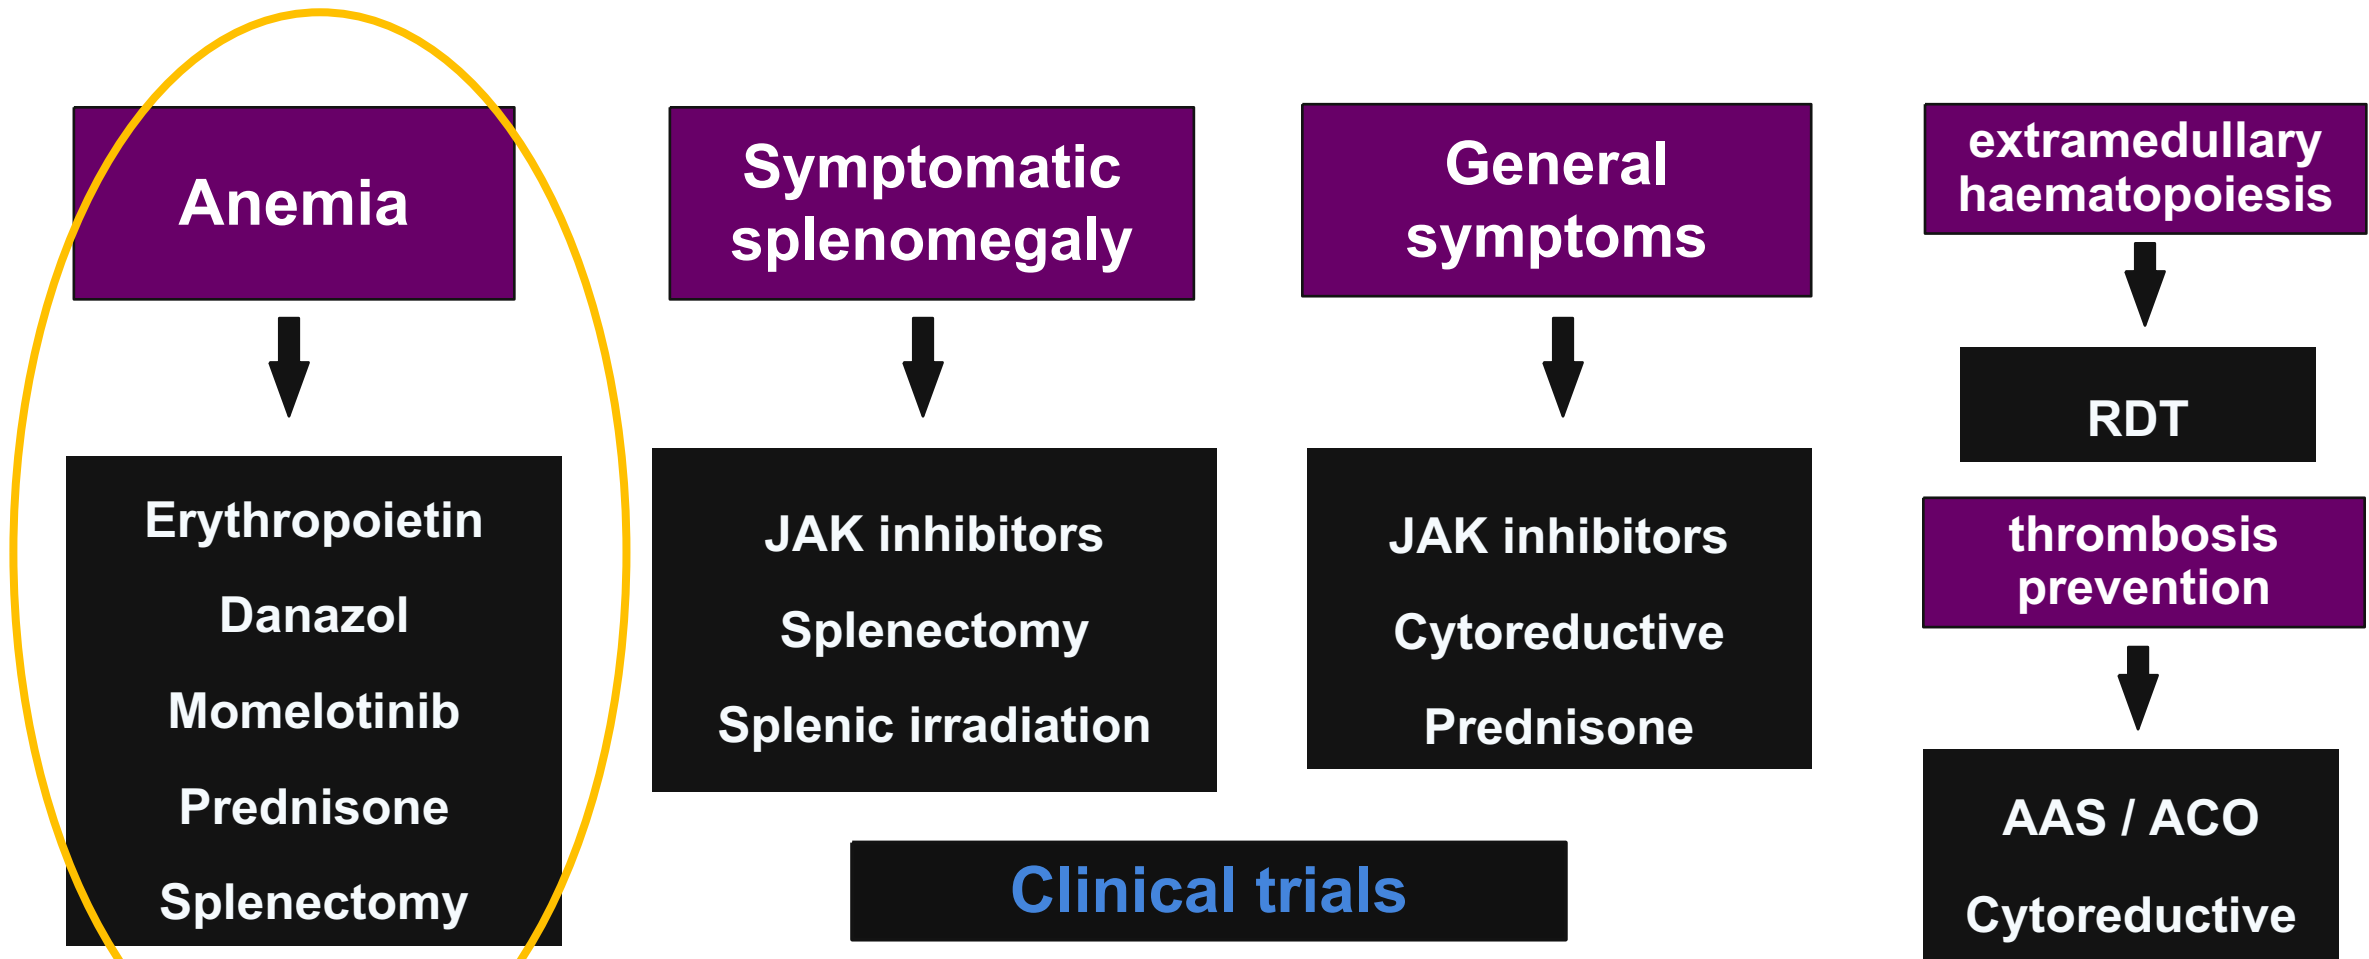 Anemia
Erythropoietin
Danazol
Momelotinib
Prednisone
Splenectomy
Symptomatic
splenomegaly
JAK inhibitors
Splenectomy
Splenic irradiation
General
symptoms
JAK inhibitors
Cytoreductive
Prednisone
Clinical trials
extramedullary
haematopoiesis
RDT
thrombosis
prevention
AAS / ACO
Cytoreductive